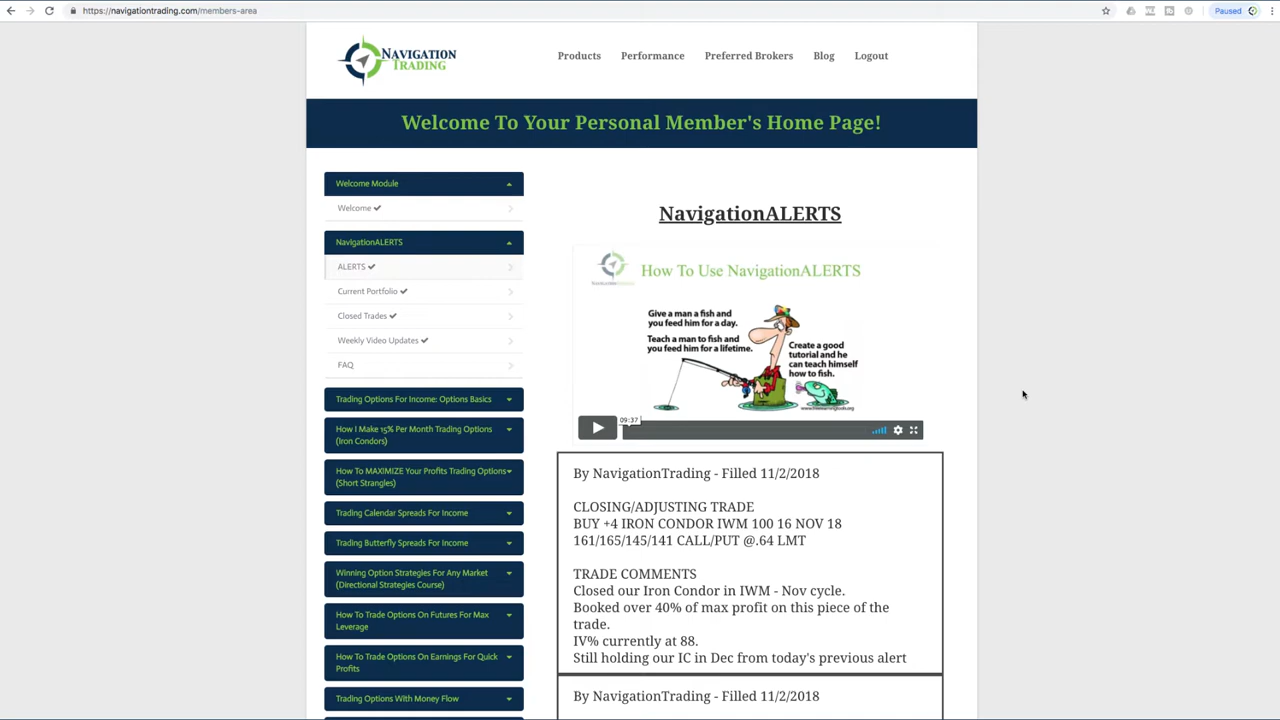 https://navigationtrading.com/members-area
Paused
NAVIGATION
TRADING
Products
Performance
Preferred Brokers
Blog
Logout
Welcome To Your Personal Member's Home Page!
Welcome Module
Welcome
NavigationALERTS
ALERTS
Current Portfolio
Closed Trades
Weekly Video Updates
FAQ
Trading Options For Income: Options Basics
How I Make 15% Per Month Trading Options
(Iron Condors)
How To MAXIMIZE Your Profits Trading Options
(Short Strangles)
Trading Calendar Spreads For Income
Trading Butterfly Spreads For Income
Winning Option Strategies For Any Market
(Directional Strategies Course)
How To Trade Options On Futures For Max
Leverage
How To Trade Options On Earnings For Quick
Profits
Trading Options With Money Flow
NavigationALERTS
How To Use NavigationALERTS
Give a man a fish and
you feed him for a day.
Teach a man to fish and
you feed him for a lifetime.
Create a good
tutorial and he
can teach himself
how to fish.
09:37
By NavigationTrading - Filled 11/2/2018
CLOSING/ADJUSTING TRADE
BUY +4 IRON CONDOR IWM 100 16 NOV 18
161/165/145/141 CALL/PUT @.64 LMT
TRADE COMMENTS
Closed our Iron Condor in IWM - Nov cycle.
Booked over 40% of max profit on this piece of the
trade.
IV% currently at 88.
Still holding our IC in Dec from today's previous alert
By NavigationTrading - Filled 11/2/2018